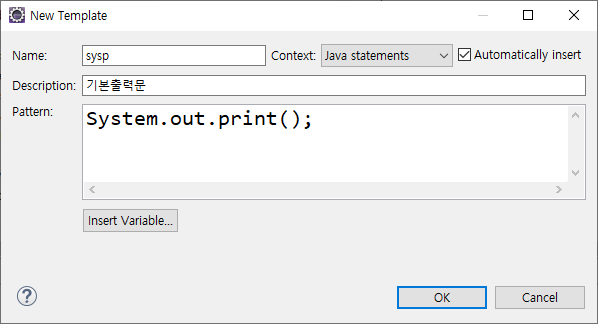 New Template
Name: sysp Context: Java statements Automatically insert
Description: 기본출력문
Pattern: System.out.print();
Insert Variable...
? OK Cancel